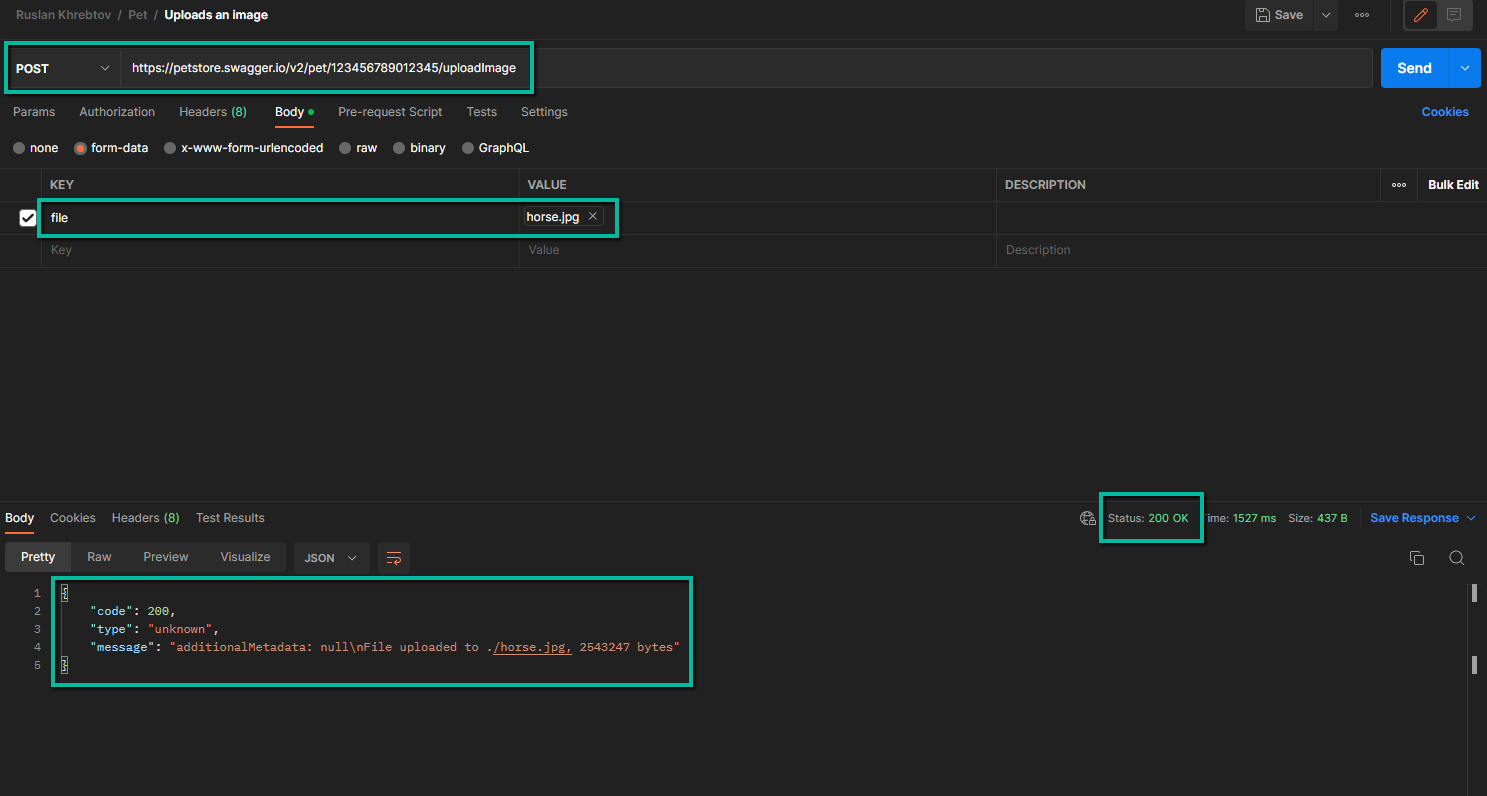 Ruslan Khrebtov / Pet / Uploads an image
Save
POST https://petstore.swagger.io/v2/pet/123456789012345/uploadImage
Send
Params Authorization Headers (8) Body Pre-request Script Tests Settings Cookies
none form-data x-www-form-urlencoded raw binary GraphQL
KEY VALUE DESCRIPTION Bulk Edit
file horse.jpg
Key Value Description
Body Cookies Headers (8) Test Results Status: 200 OK Time: 1527 ms Size: 437 B Save Response
Pretty Raw Preview Visualize JSON
1 {
2 "code": 200,
3 "type": "unknown",
4 "message": "additionalMetadata: null\nFile uploaded to ./horse.jpg, 2543247 bytes"
5 }